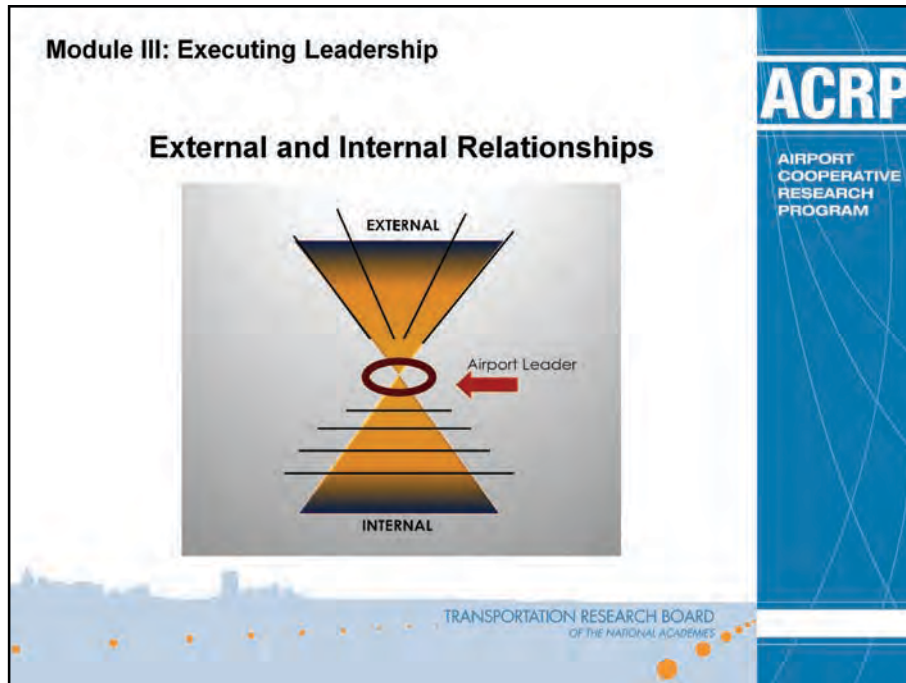 Module III: Executing Leadership
ACRP
AIRPORT
COOPERATIVE
RESEARCH
PROGRAM
External and Internal Relationships
EXTERNAL
Airport Leader
INTERNAL
TRANSPORTATION RESEARCH BOARD
OF THE NATIONAL ACADEMIES